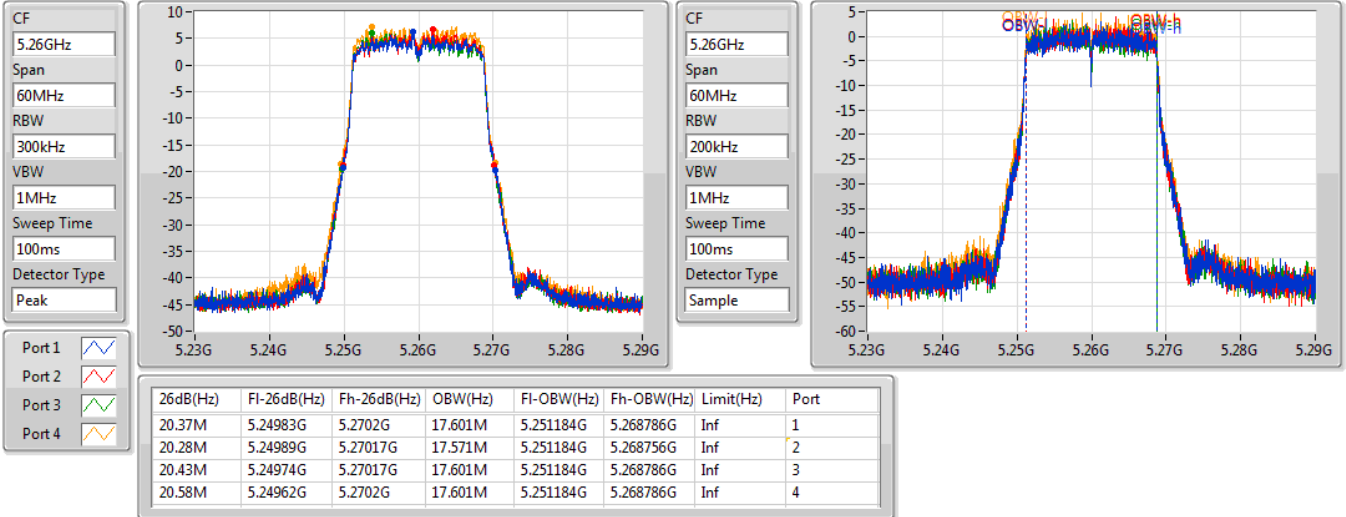 CF
5.26GHz
Span
60MHz
RBW
300kHz
VBW
1MHz
Sweep Time
100ms
Detector Type
Peak
10
5
0
-5
-10
-15
-20
-25
-30
-35
-40
-45
-50
5.23G 5.24G 5.25G 5.26G 5.27G 5.28G 5.29G
CF
5.26GHz
Span
60MHz
RBW
200kHz
VBW
1MHz
Sweep Time
100ms
Detector Type
Sample
5
0
-5
-10
-15
-20
-25
-30
-35
-40
-45
-50
-55
-60
OBW-l OBW-h
5.23G 5.24G 5.25G 5.26G 5.27G 5.28G 5.29G
Port 1
Port 2
Port 3
Port 4
26dB(Hz) Fl-26dB(Hz) Fh-26dB(Hz) OBW(Hz) Fl-OBW(Hz) Fh-OBW(Hz) Limit(Hz) Port
20.37M 5.24983G 5.2702G 17.601M 5.251184G 5.268786G Inf 1
20.28M 5.24989G 5.27017G 17.571M 5.251184G 5.268756G Inf 2
20.43M 5.24974G 5.27017G 17.601M 5.251184G 5.268786G Inf 3
20.58M 5.24962G 5.2702G 17.601M 5.251184G 5.268786G Inf 4